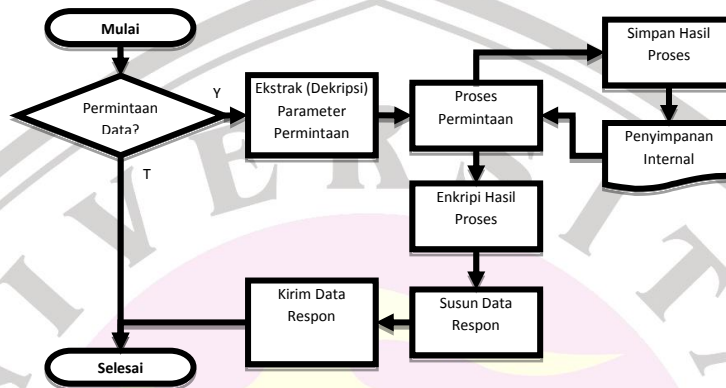 Mulai
Permintaan
Data?
Y
T
Ekstrak (Dekripsi)
Parameter
Permintaan
Proses
Permintaan
Simpan Hasil
Proses
Penyimpanan
Internal
Enkripi Hasil
Proses
Susun Data
Respon
Kirim Data
Respon
Selesai
IVERSIT